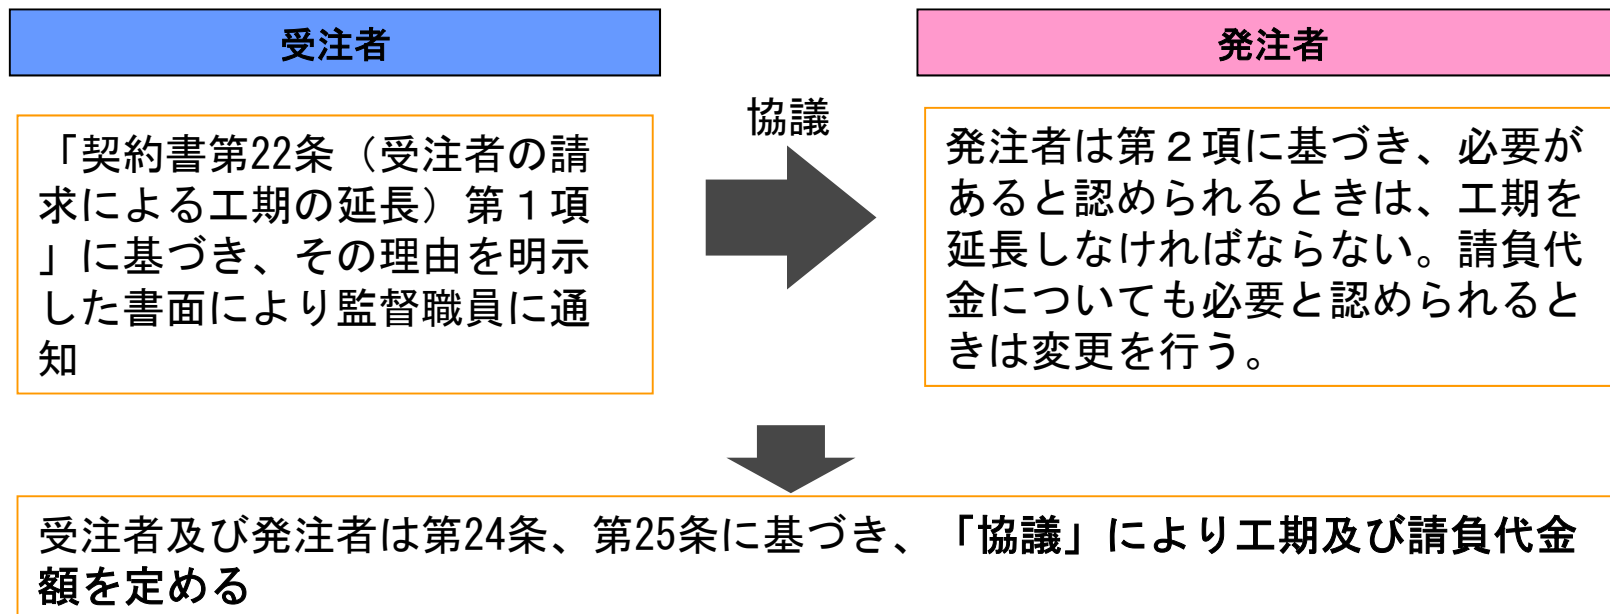 受注者
発注者
「契約書第22条（受注者の請
求による工期の延長）第１項
」に基づき、その理由を明示
した書面により監督職員に通
知
協議
発注者は第２項に基づき、必要が
あると認められるときは、工期を
延長しなければならない。請負代
金についても必要と認められると
きは変更を行う。
受注者及び発注者は第24条、第25条に基づき、「協議」により工期及び請負代金
額を定める